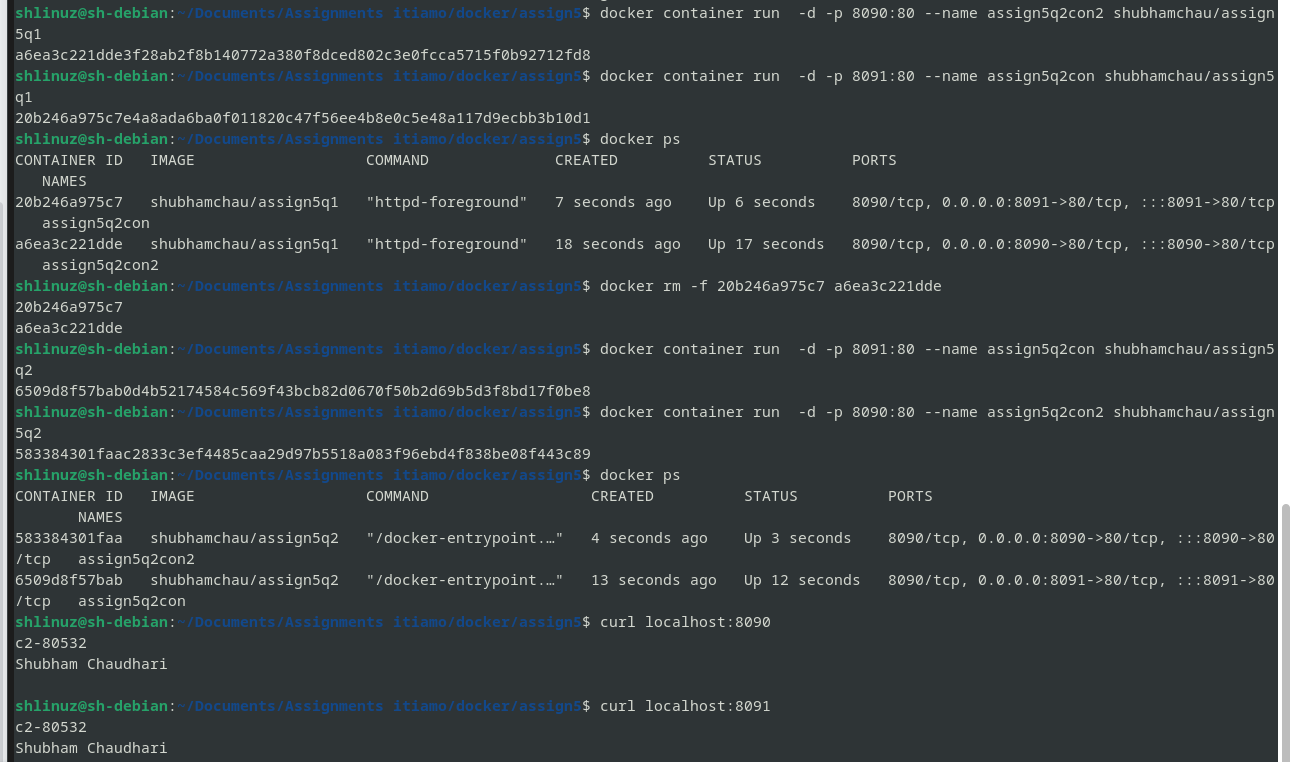 shlinuz@sh-debian:~/Documents/Assignments itiamo/docker/assign5$ docker container run  -d -p 8090:80 --name assign5q2con2 shubhamchau/assign
5q1
a6ea3c221dde3f28ab2f8b140772a380f8dced802c3e0fcca5715f0b92712fd8
shlinuz@sh-debian:~/Documents/Assignments itiamo/docker/assign5$ docker container run  -d -p 8091:80 --name assign5q2con shubhamchau/assign5
q1
20b246a975c7e4a8ada6ba0f011820c47f56ee4b8e0c5e48a117d9ecbb3b10d1
shlinuz@sh-debian:~/Documents/Assignments itiamo/docker/assign5$ docker ps
CONTAINER ID   IMAGE                   COMMAND              CREATED          STATUS          PORTS
   NAMES
20b246a975c7   shubhamchau/assign5q1   "httpd-foreground"   7 seconds ago    Up 6 seconds    8090/tcp, 0.0.0.0:8091->80/tcp, :::8091->80/tcp
   assign5q2con
a6ea3c221dde   shubhamchau/assign5q1   "httpd-foreground"   18 seconds ago   Up 17 seconds   8090/tcp, 0.0.0.0:8090->80/tcp, :::8090->80/tcp
   assign5q2con2
shlinuz@sh-debian:~/Documents/Assignments itiamo/docker/assign5$ docker rm -f 20b246a975c7 a6ea3c221dde
20b246a975c7
a6ea3c221dde
shlinuz@sh-debian:~/Documents/Assignments itiamo/docker/assign5$ docker container run  -d -p 8091:80 --name assign5q2con shubhamchau/assign5
q2
6509d8f57bab0d4b52174584c569f43bcb82d0670f50b2d69b5d3f8bd17f0be8
shlinuz@sh-debian:~/Documents/Assignments itiamo/docker/assign5$ docker container run  -d -p 8090:80 --name assign5q2con2 shubhamchau/assign
5q2
583384301faac2833c3ef4485caa29d97b5518a083f96ebd4f838be08f443c89
shlinuz@sh-debian:~/Documents/Assignments itiamo/docker/assign5$ docker ps
CONTAINER ID   IMAGE                   COMMAND                  CREATED          STATUS          PORTS
       NAMES
583384301faa   shubhamchau/assign5q2   "/docker-entrypoint.…"   4 seconds ago    Up 3 seconds    8090/tcp, 0.0.0.0:8090->80/tcp, :::8090->80
/tcp   assign5q2con2
6509d8f57bab   shubhamchau/assign5q2   "/docker-entrypoint.…"   13 seconds ago   Up 12 seconds   8090/tcp, 0.0.0.0:8091->80/tcp, :::8091->80
/tcp   assign5q2con
shlinuz@sh-debian:~/Documents/Assignments itiamo/docker/assign5$ curl localhost:8090
c2-80532
Shubham Chaudhari
shlinuz@sh-debian:~/Documents/Assignments itiamo/docker/assign5$ curl localhost:8091
c2-80532
Shubham Chaudhari